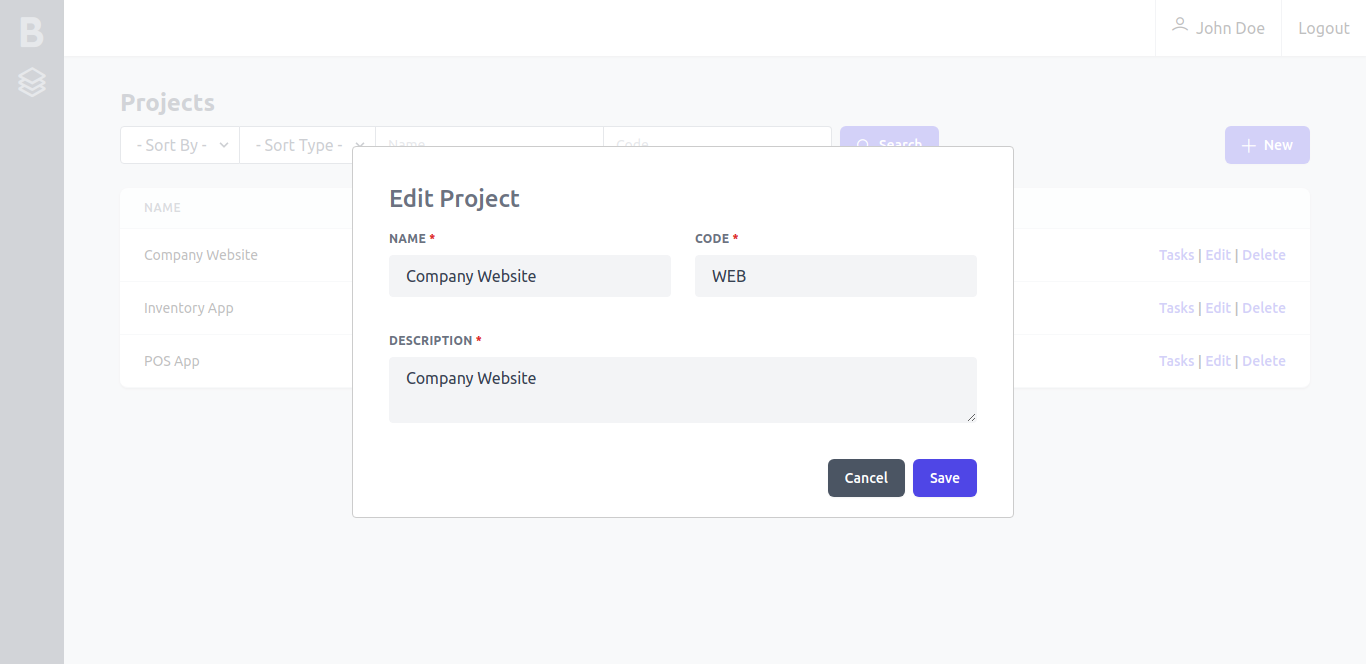 B
John Doe
Logout
Projects
- Sort By -
- Sort Type -
Name
Code
Search
New
NAME
Company Website
Tasks | Edit | Delete
Inventory App
Tasks | Edit | Delete
POS App
Tasks | Edit | Delete
Edit Project
NAME *
CODE *
Company Website
WEB
DESCRIPTION *
Company Website
Cancel
Save